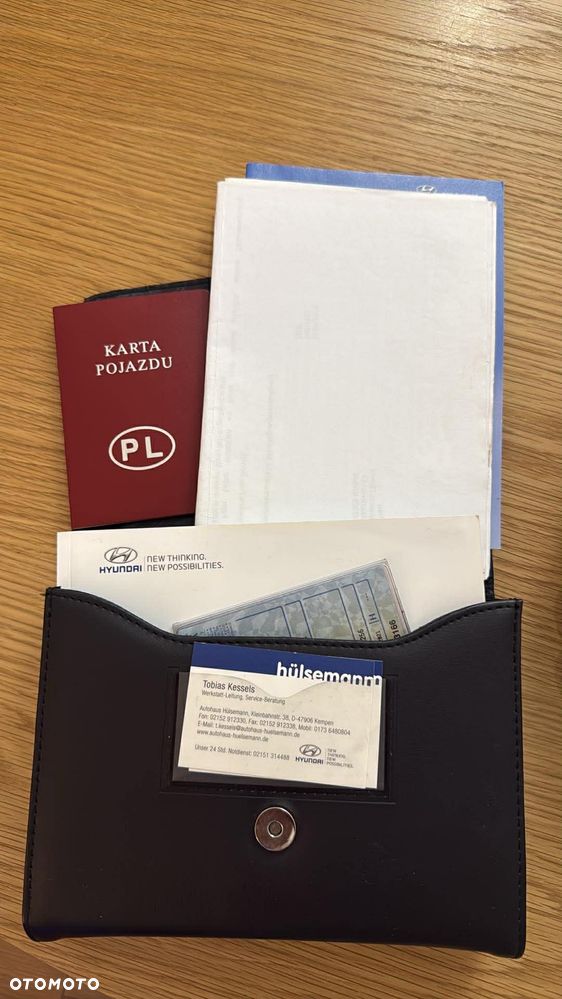 KARTA
POJAZDU
PL
HYUNDAI
NEW THINKING.
NEW POSSIBILITIES.
hülsemann
Tobias Kessels
Werkstatt-Leitung, Service-Beratung
Autohaus Hülsemann, Kleinbahnstr. 38, D-47906 Kempen
Fon: 02152 912330, Fax: 02152 912338, Mobil: 0173 6480804
E-Mail: t.kessels@autohaus-huelsemann.de
www.autohaus-huelsemann.de
Unser 24 Std. Notdienst: 02151 314488
HYUNDAI
NEW
THINKING.
NEW
POSSIBILITIES.
OTOMOTO